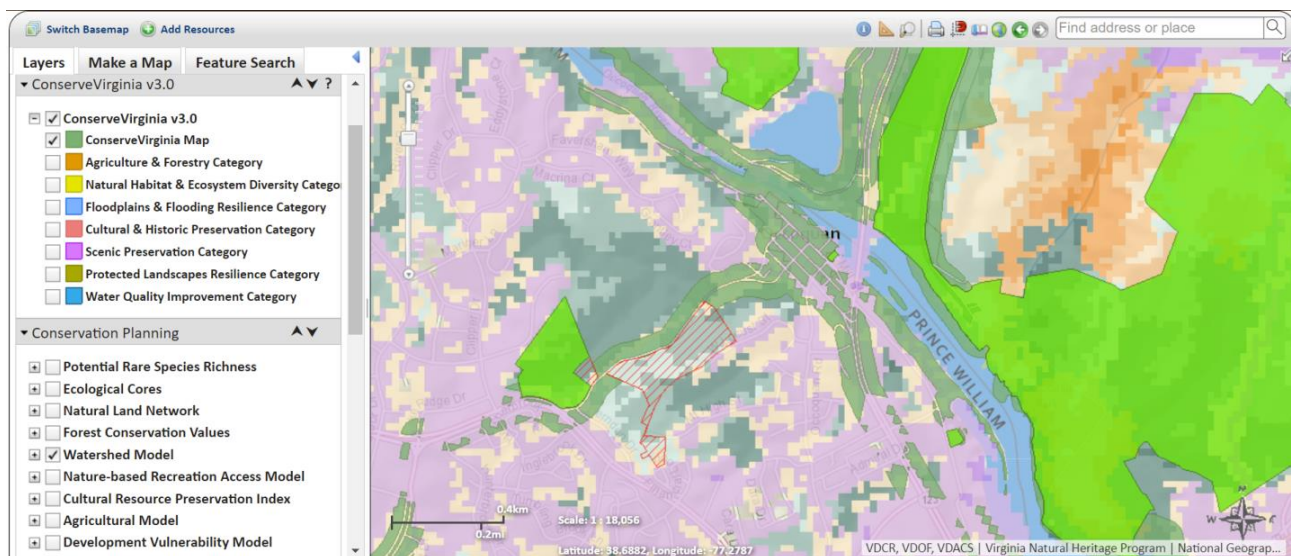 Switch Basemap Add Resources
Find address or place
Layers Make a Map Feature Search
ConserveVirginia v3.0 ?
ConserveVirginia v3.0
ConserveVirginia Map
Agriculture & Forestry Category
Natural Habitat & Ecosystem Diversity Catego
Floodplains & Flooding Resilience Category
Cultural & Historic Preservation Category
Scenic Preservation Category
Protected Landscapes Resilience Category
Water Quality Improvement Category
Conservation Planning
Potential Rare Species Richness
Ecological Cores
Natural Land Network
Forest Conservation Values
Watershed Model
Nature-based Recreation Access Model
Cultural Resource Preservation Index
Agricultural Model
Development Vulnerability Model
PRINCE WILLIAM
0.4km
0.2mi
Scale: 1 : 18,056
Latitude: 38.6882, Longitude: -77.2787
N
W E
S
VDCR, VDOF, VDACS | Virginia Natural Heritage Program | National Geograp...